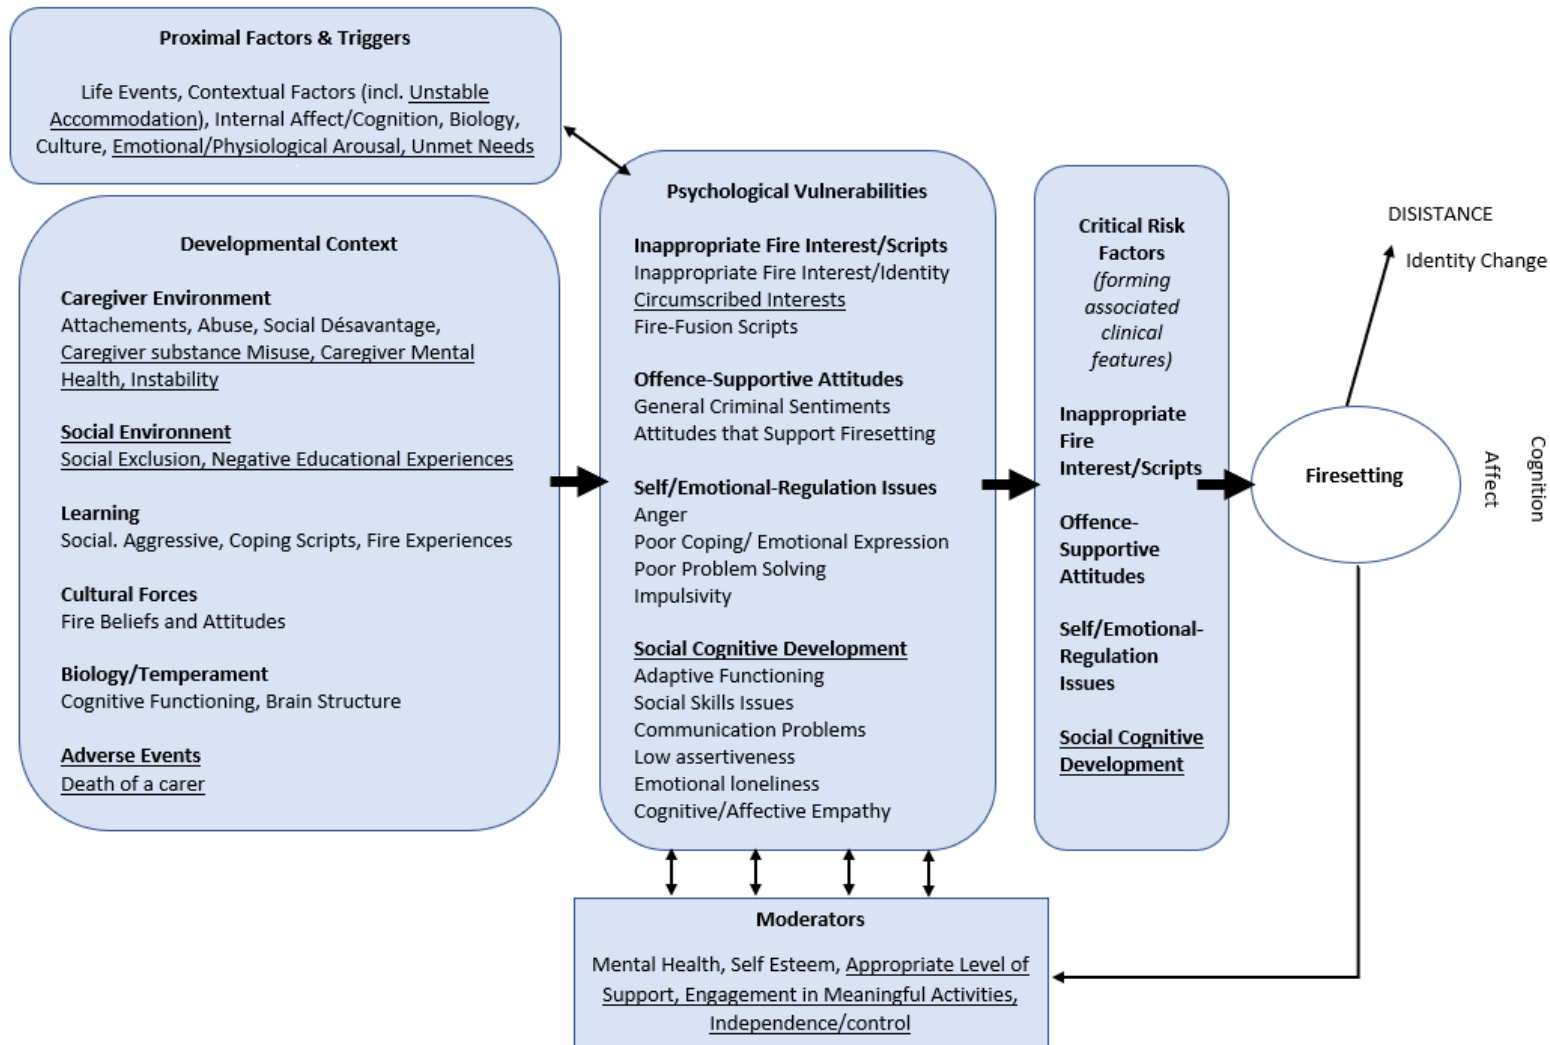 Proximal Factors & Triggers
Life Events, Contextual Factors (incl. Unstable
Accommodation), Internal Affect/Cognition, Biology,
Culture, Emotional/Physiological Arousal, Unmet Needs
Developmental Context
Caregiver Environment
Attachements, Abuse, Social Désavantage,
Caregiver substance Misuse, Caregiver Mental
Health, Instability
Social Environnent
Social Exclusion, Negative Educational Experiences
Learning
Social. Aggressive, Coping Scripts, Fire Experiences
Cultural Forces
Fire Beliefs and Attitudes
Biology/Temperament
Cognitive Functioning, Brain Structure
Adverse Events
Death of a carer
Psychological Vulnerabilities
Inappropriate Fire Interest/Scripts
Inappropriate Fire Interest/Identity
Circumscribed Interests
Fire-Fusion Scripts
Offence-Supportive Attitudes
General Criminal Sentiments
Attitudes that Support Firesetting
Self/Emotional-Regulation Issues
Anger
Poor Coping/ Emotional Expression
Poor Problem Solving
Impulsivity
Social Cognitive Development
Adaptive Functioning
Social Skills Issues
Communication Problems
Low assertiveness
Emotional loneliness
Cognitive/Affective Empathy
Critical Risk
Factors
(forming
associated
clinical
features)
Inappropriate
Fire
Interest/Scripts
Offence-
Supportive
Attitudes
Self/Emotional-
Regulation
Issues
Social Cognitive
Development
Firesetting
DISISTANCE
Identity Change
Cognition
Affect
Moderators
Mental Health, Self Esteem, Appropriate Level of
Support, Engagement in Meaningful Activities,
Independence/control